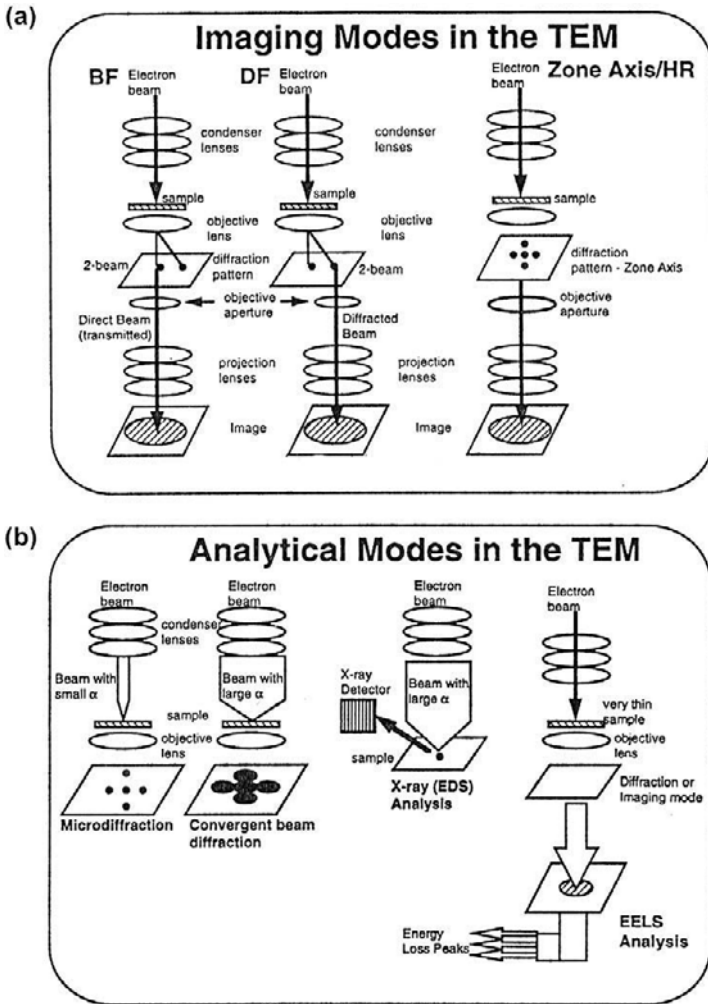 (a)
Imaging Modes in the TEM
BF
Electron
beam
DF
Electron
beam
Electron
beam
Zone Axis/HR
condenser
lenses
condenser
lenses
sample
sample
sample
objective
lens
objective
lens
2-beam
diffraction
pattern
2-beam
diffraction
pattern - Zone Axis
objective
aperture
objective
aperture
Direct Beam
(transmitted)
Diffracted
Beam
projection
lenses
projection
lenses
Image
Image
(b)
Analytical Modes in the TEM
Electron
beam
Electron
beam
Electron
beam
Electron
beam
condenser
lenses
Beam with
small α
Beam with
large α
X-ray
Detector
Beam with
large α
sample
objective
lens
sample
very thin
sample
objective
lens
Microdiffraction
Convergent beam
diffraction
X-ray (EDS)
Analysis
Diffraction or
Imaging mode
EELS
Analysis
Energy
Loss Peaks